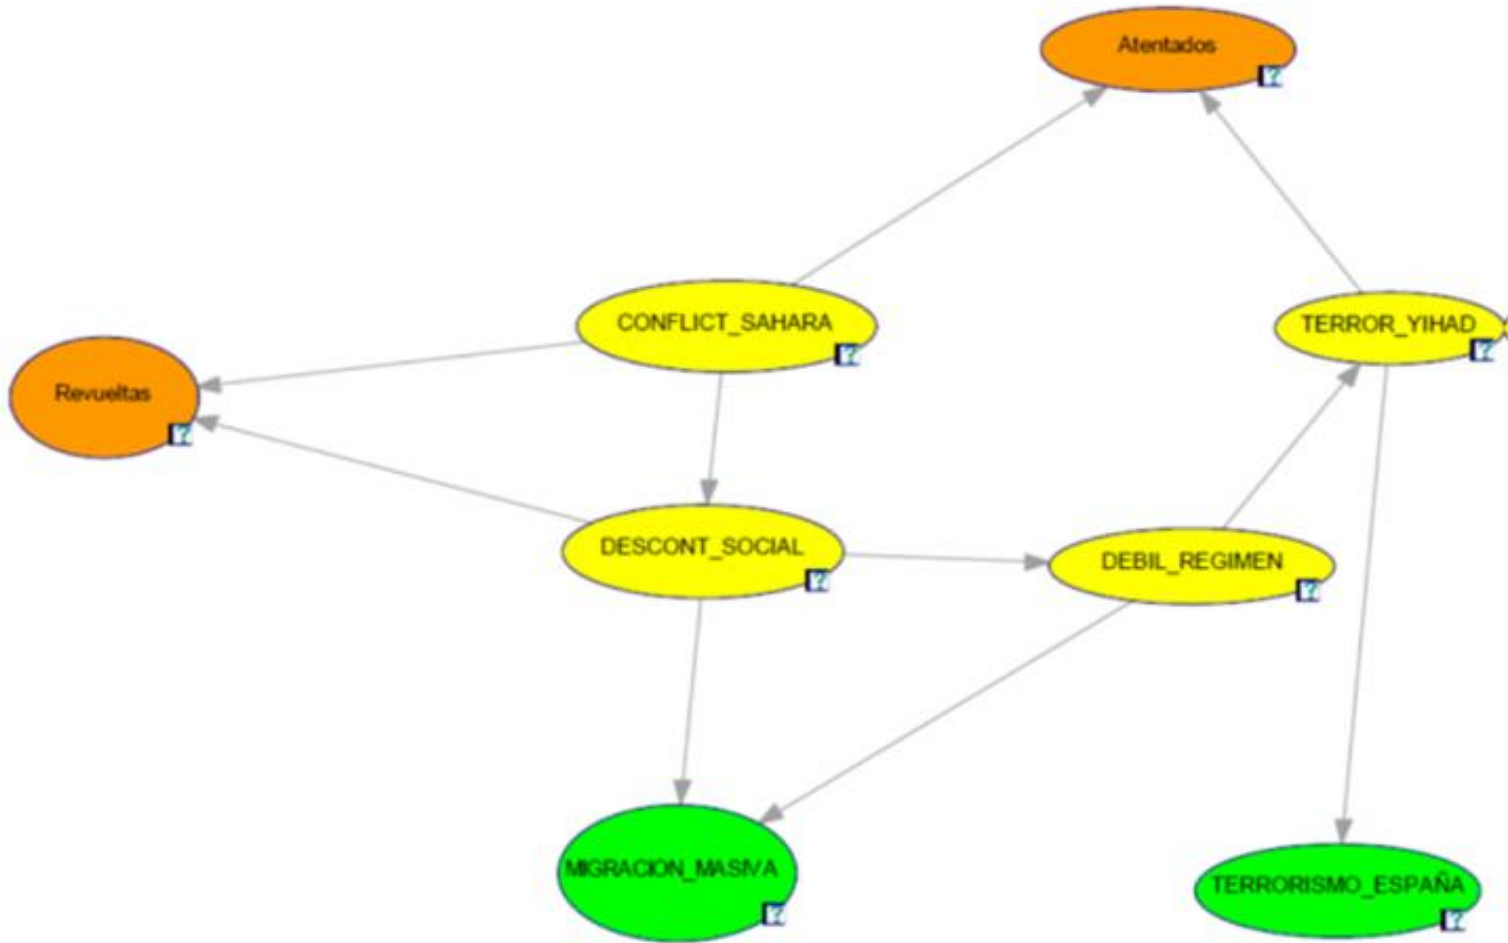 Atentados
CONFLICT_SAHARA
TERROR_YIHAD
Revueltas
DESCONT_SOCIAL
DEBIL_REGIMEN
MIGRACION_MASIVA
TERRORISMO_ESPAÑA